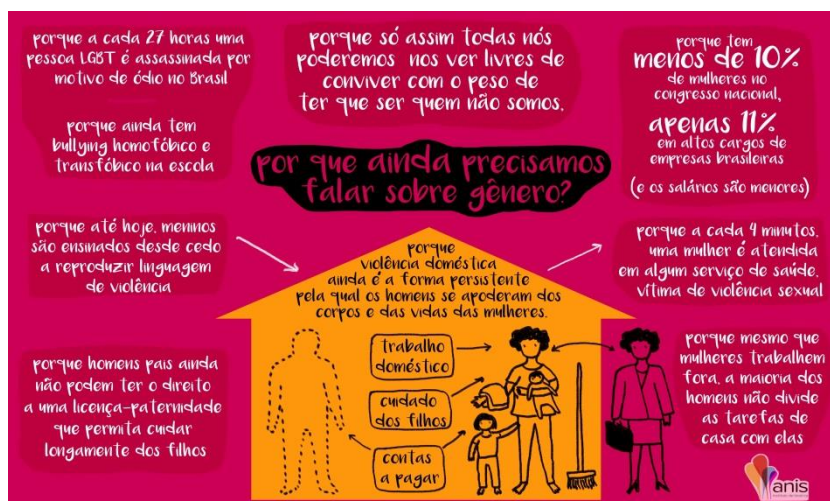 porque a cada 27 horas uma
pessoa LGBT é assassinada por
motivo de ódio no Brasil
porque ainda tem
bullying homofóbico e
transfóbico na escola
porque só assim todas nós
poderemos nos ver livres de
conviver com o peso de
ter que ser quem não somos.
porque tem
menos de 10%
de mulheres no
congresso nacional,
apenas 11%
em altos cargos de
empresas brasileiras
(e os salários são menores)
por que ainda precisamos
falar sobre gênero?
porque até hoje, meninos
são ensinados desde cedo
a reproduzir linguagem
de violência
porque
violência doméstica
ainda é a forma persistente
pela qual os homens se apoderam dos
corpos e das vidas das mulheres.
porque a cada 4 minutos,
uma mulher é atendida
em algum serviço de saúde,
vítima de violência sexual
porque homens pais ainda
não podem ter o direito
a uma licença-paternidade
que permita cuidar
longamente dos filhos
trabalho
doméstico
cuidado
dos filhos
contas
a pagar
porque mesmo que
mulheres trabalhem
fora, a maioria dos
homens não divide
as tarefas de
casa com elas
anis